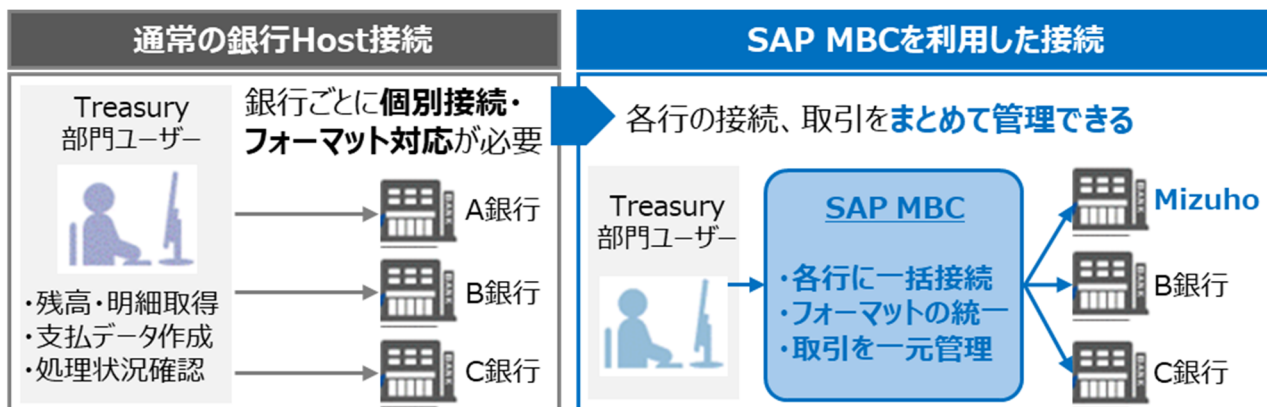 通常の銀行Host接続
Treasury
部門ユーザー
銀行ごとに個別接続・
フォーマット対応が必要
A銀行
B銀行
C銀行
・残高・明細取得
・支払データ作成
・処理状況確認
SAP MBCを利用した接続
各行の接続、取引をまとめて管理できる
Treasury
部門ユーザー
SAP MBC
・各行に一括接続
・フォーマットの統一
・取引を一元管理
Mizuho
B銀行
C銀行
BANK
BANK
BANK
BANK
BANK
BANK